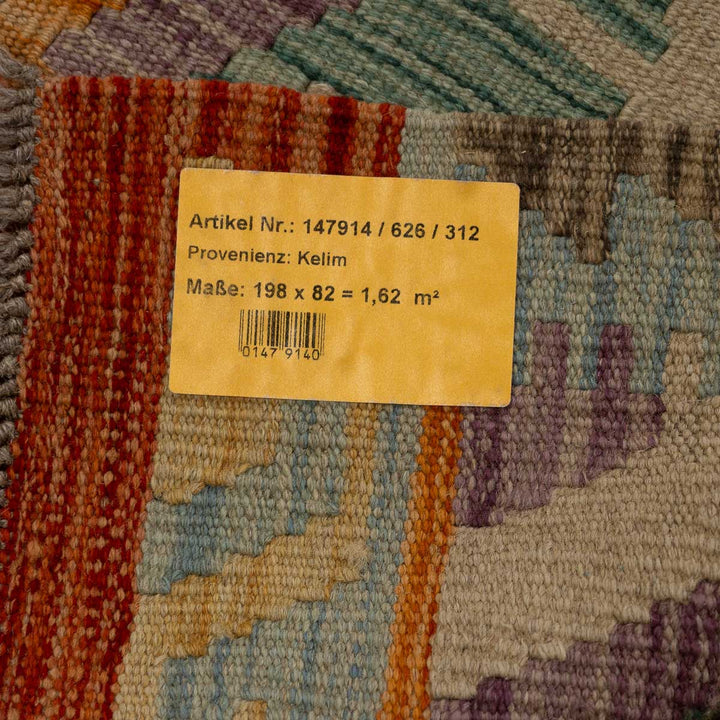 Artikel Nr.: 147914 / 626 / 312
Provenienz: Kelim
Maße: 198 x 82 = 1,62 m²
0147 9140